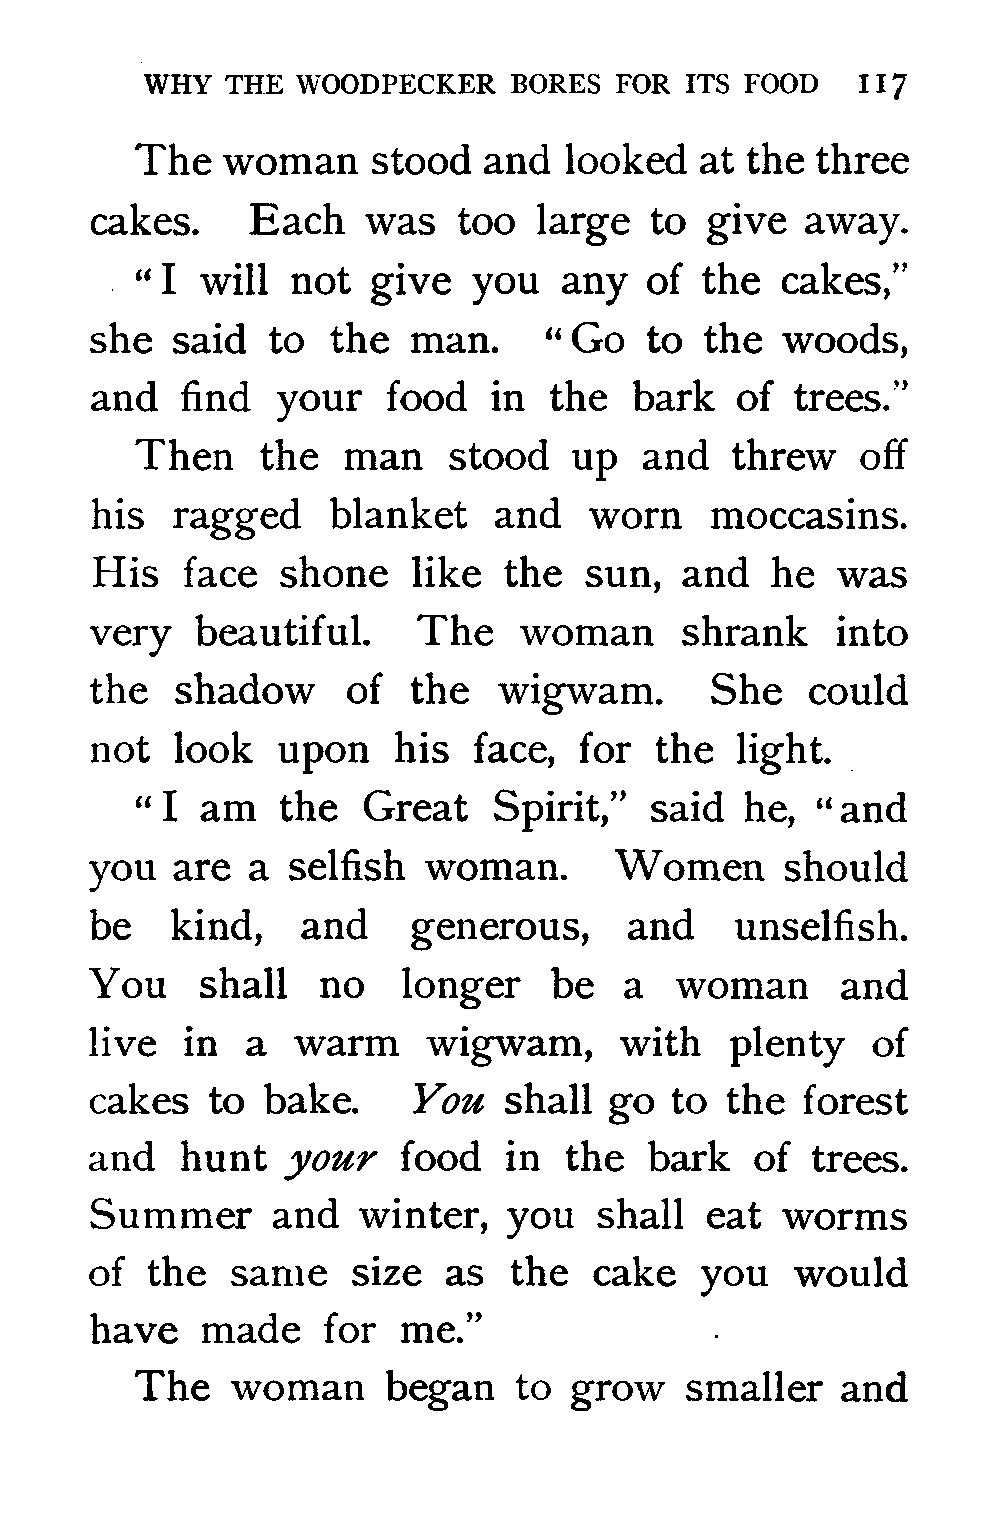 WHY THE WOODPECKER BORES FOR ITS FOOD 117
The woman stood and looked at the three
cakes. Each was too large to give away.
“I will not give you any of the cakes,”
she said to the man. “Go to the woods,
and find your food in the bark of trees.”
Then the man stood up and threw off
his ragged blanket and worn moccasins.
His face shone like the sun, and he was
very beautiful. The woman shrank into
the shadow of the wigwam. She could
not look upon his face, for the light.
“I am the Great Spirit,” said he, “and
you are a selfish woman. Women should
be kind, and generous, and unselfish.
You shall no longer be a woman and
live in a warm wigwam, with plenty of
cakes to bake. You shall go to the forest
and hunt your food in the bark of trees.
Summer and winter, you shall eat worms
of the same size as the cake you would
have made for me.”
The woman began to grow smaller and